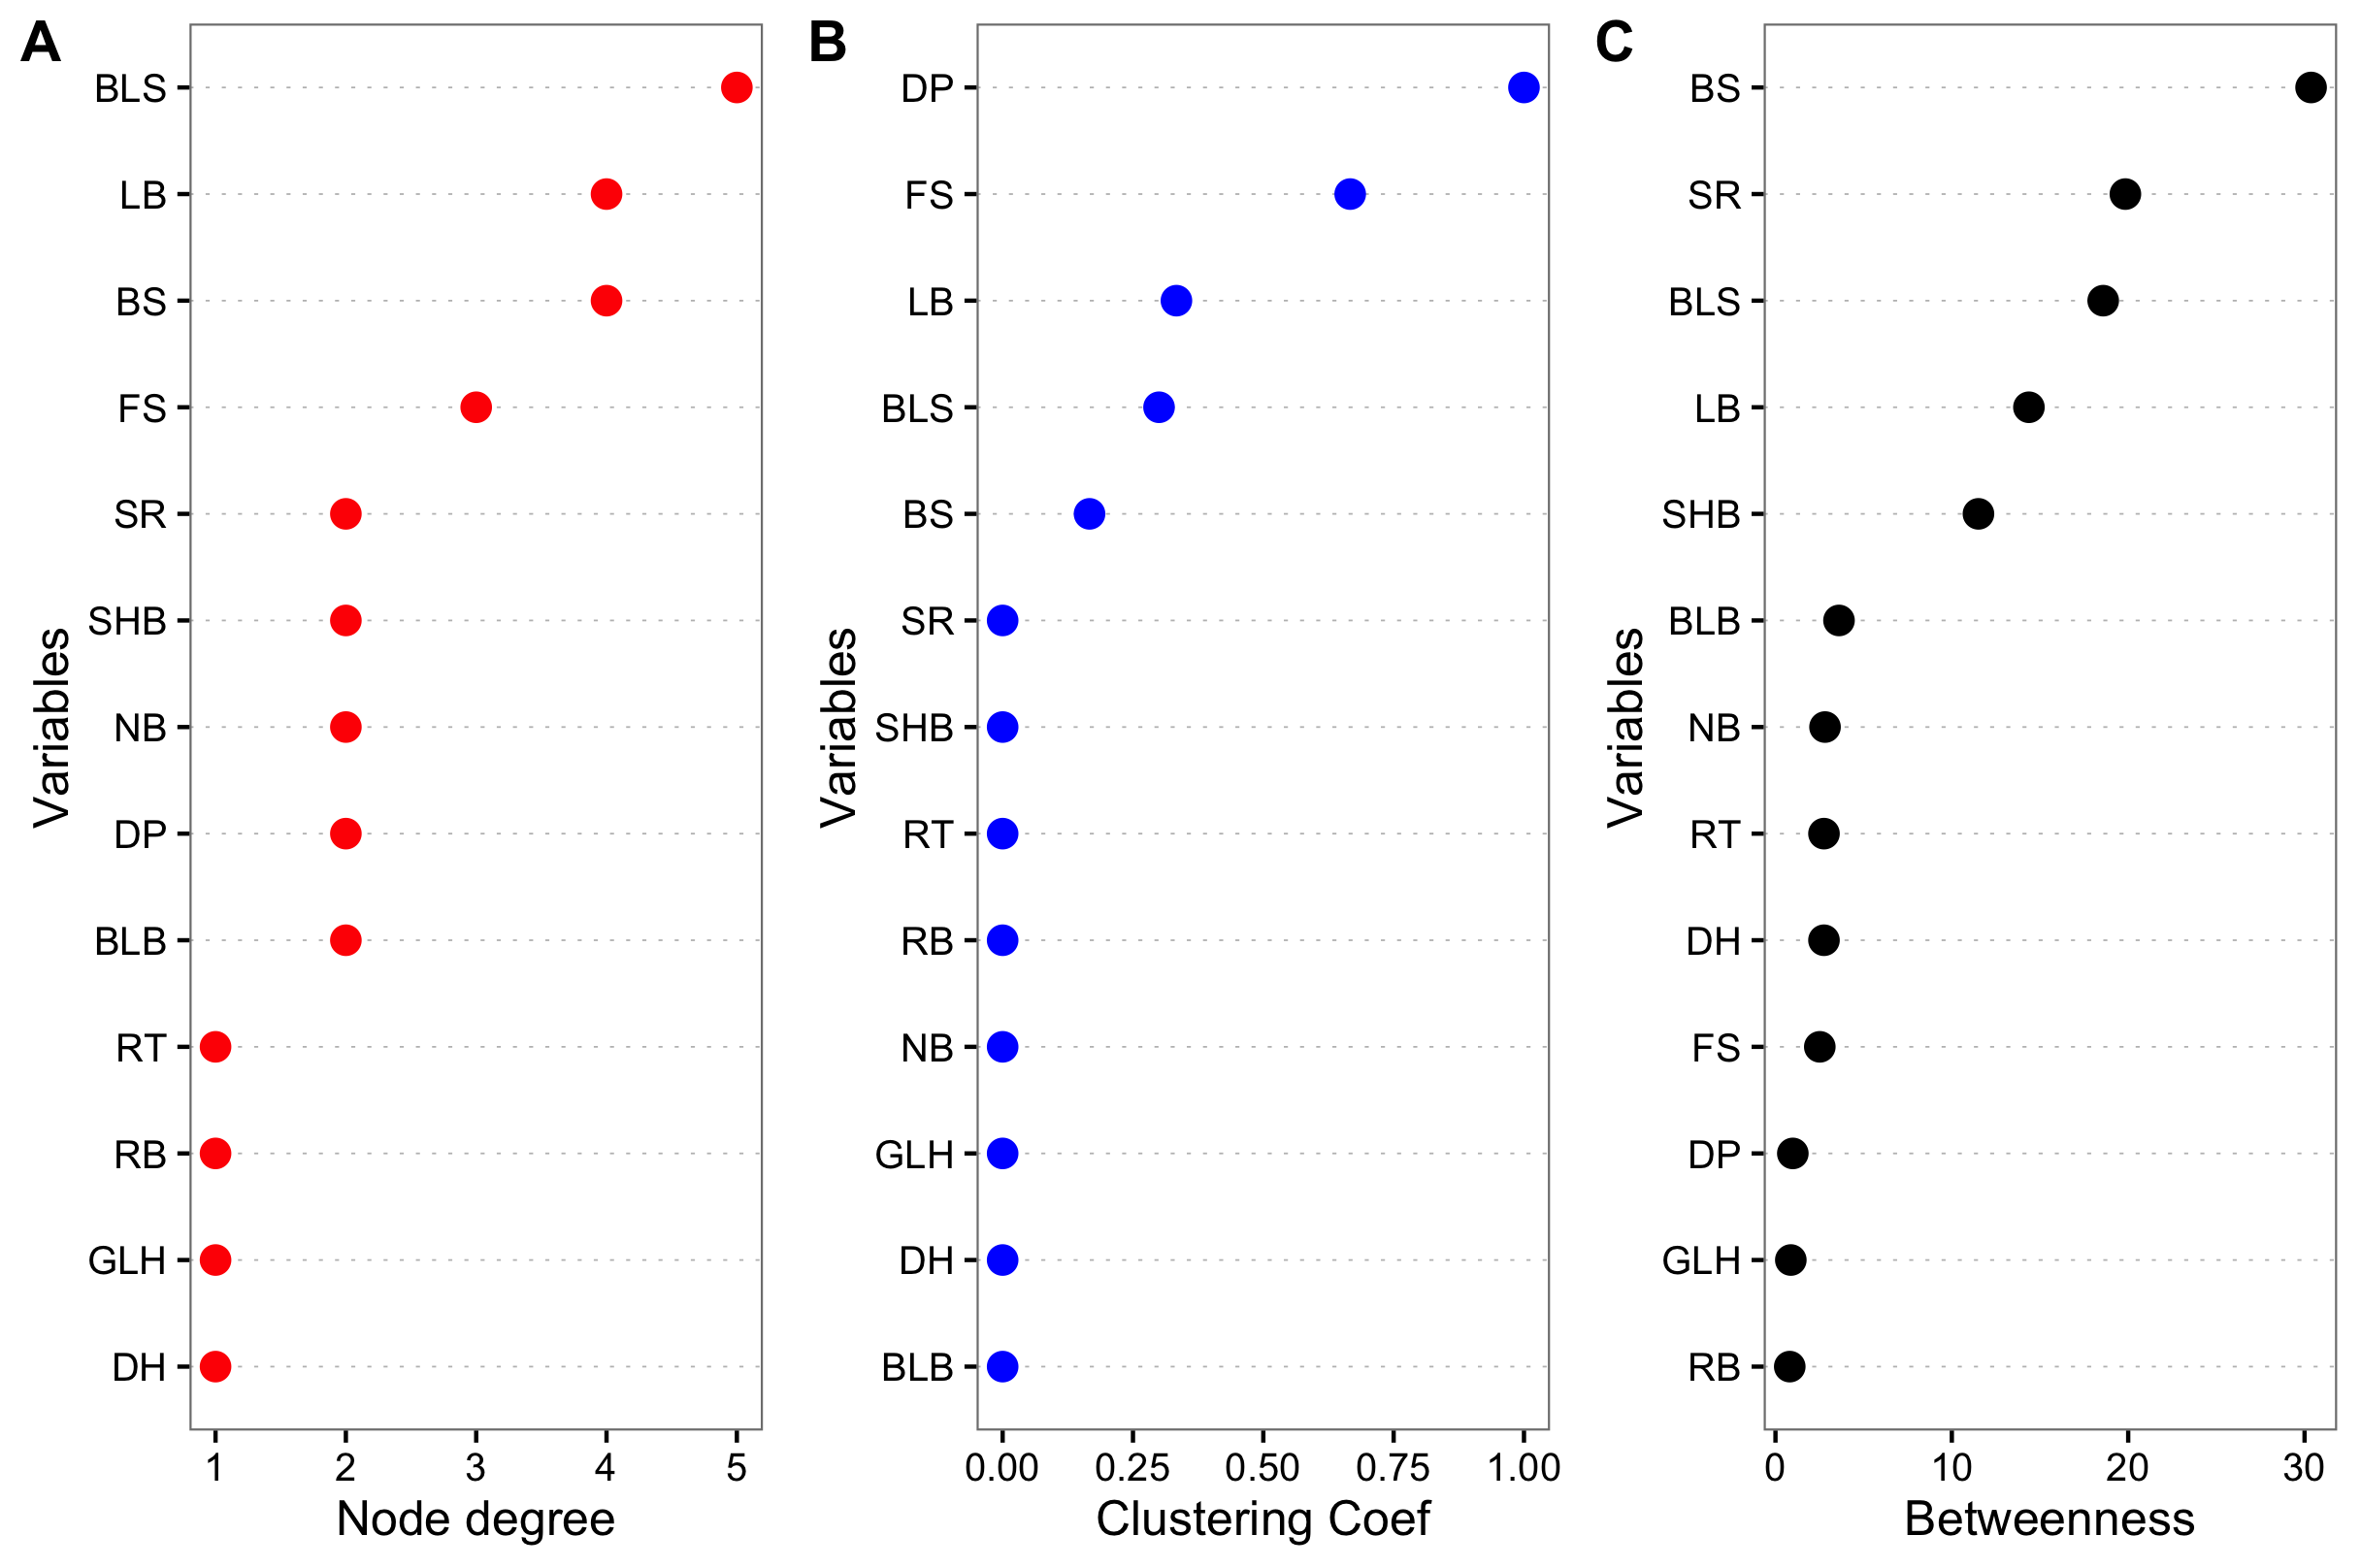 A
BLS
LB
BS
FS
SR
SHB
NB
DP
BLB
RT
RB
GLH
DH
Variables
1 2 3 4 5
Node degree
B
DP
FS
LB
BLS
BS
SR
SHB
RT
RB
NB
GLH
DH
BLB
Variables
0.00 0.25 0.50 0.75 1.00
Clustering Coef
C
BS
SR
BLS
LB
SHB
BLB
NB
RT
DH
FS
DP
GLH
RB
Variables
0 10 20 30
Betweenness